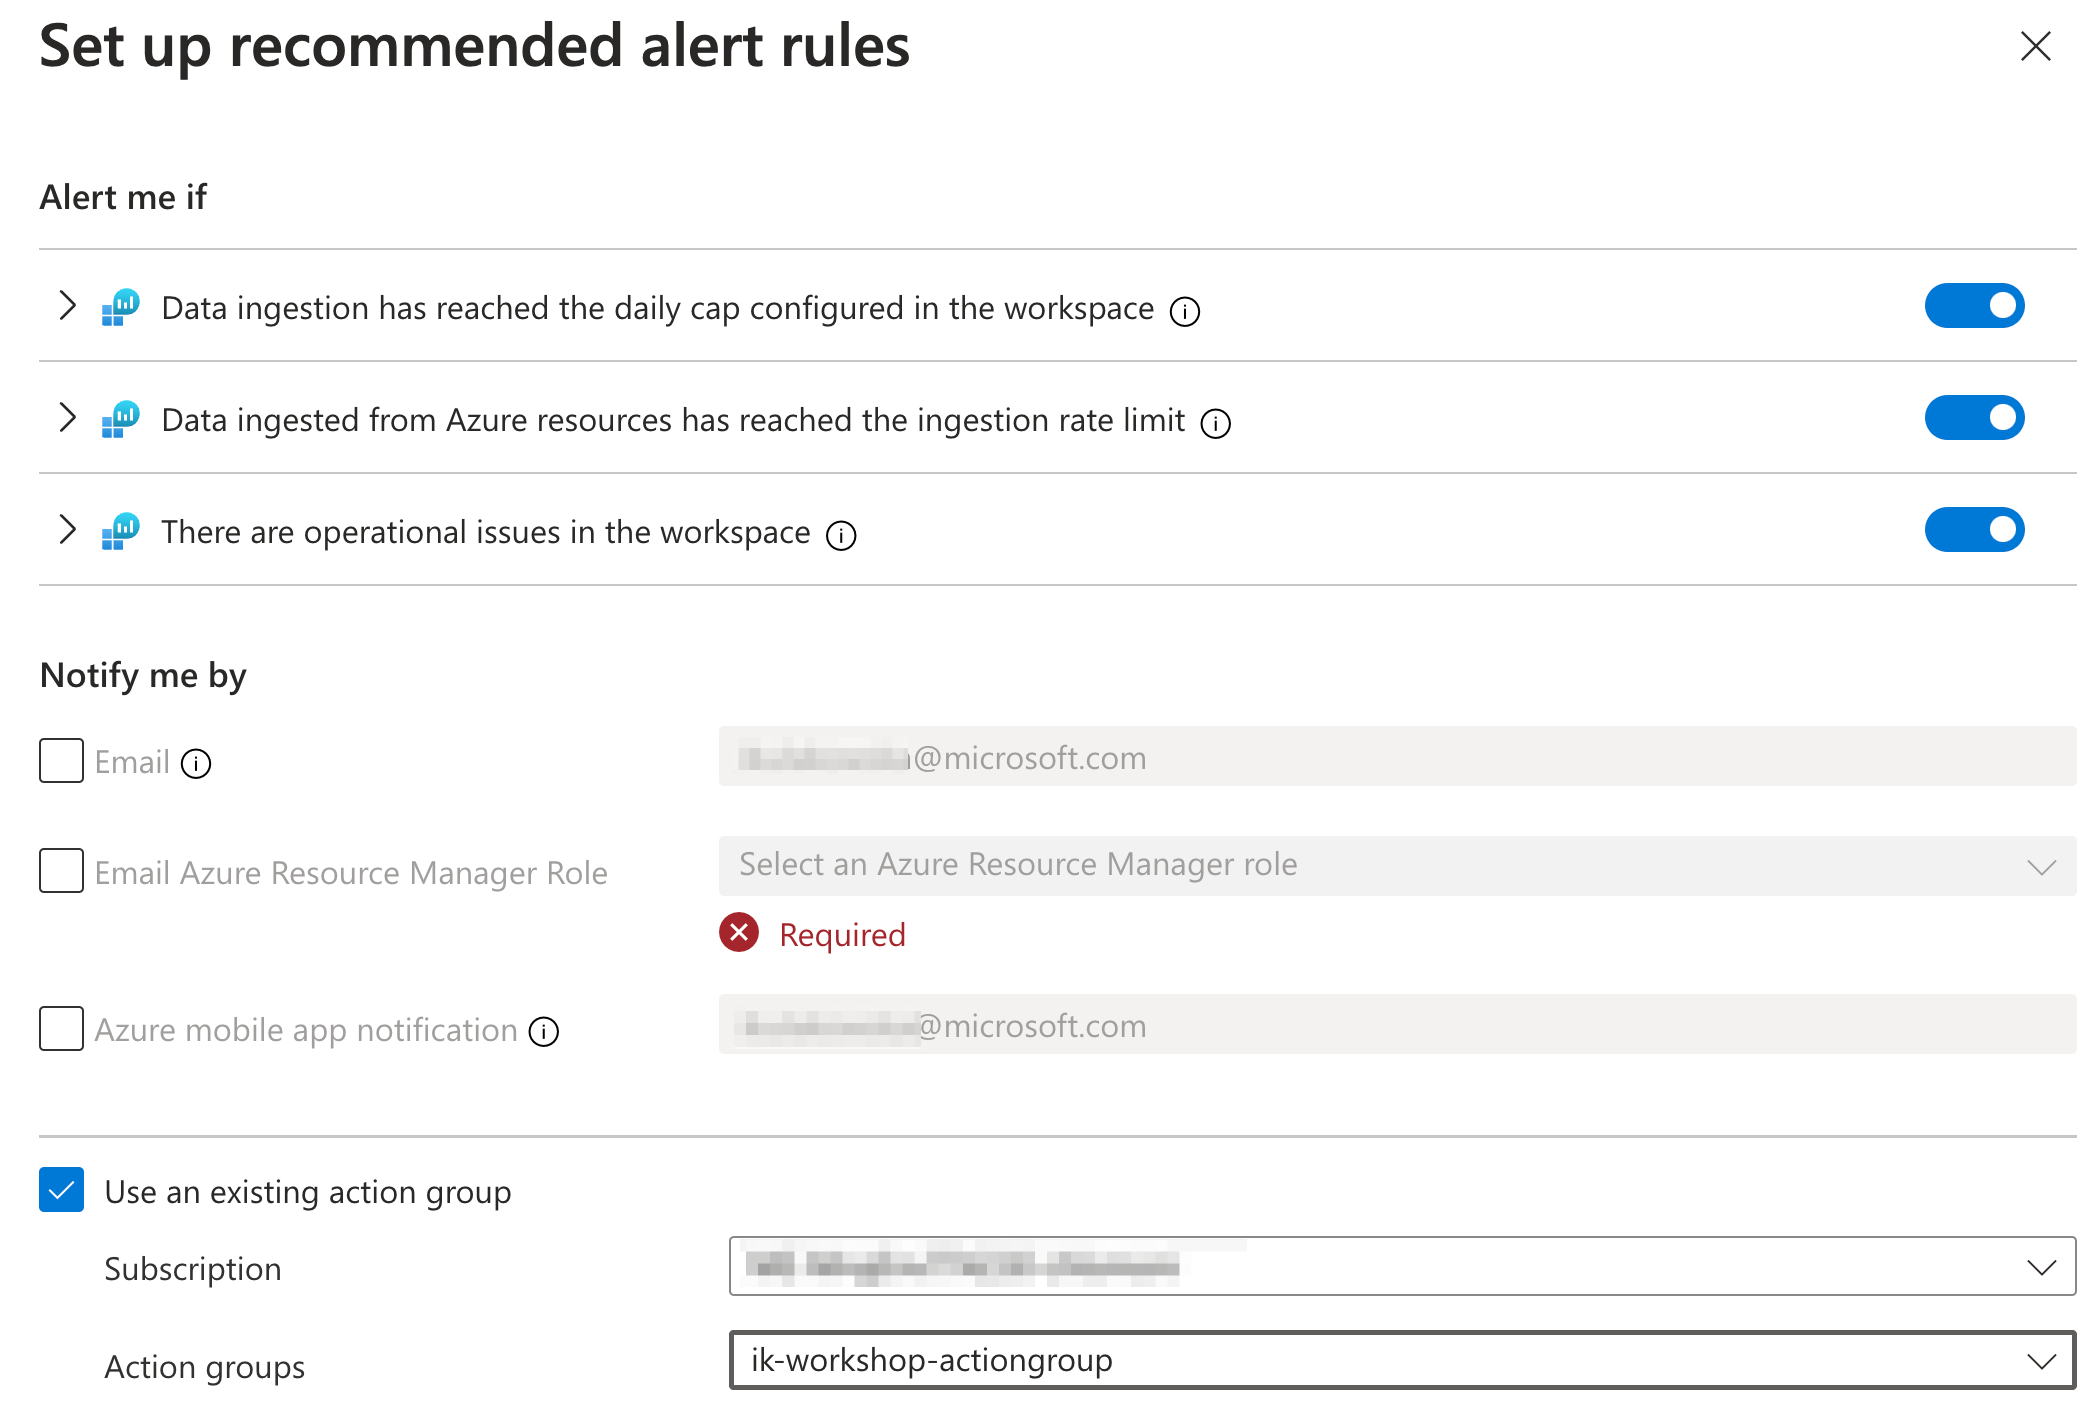 Set up recommended alert rules
Alert me if
Data ingestion has reached the daily cap configured in the workspace
Data ingested from Azure resources has reached the ingestion rate limit
There are operational issues in the workspace
Notify me by
Email @microsoft.com
Email Azure Resource Manager Role Select an Azure Resource Manager role
Required
Azure mobile app notification @microsoft.com
Use an existing action group
Subscription
Action groups ik-workshop-actiongroup